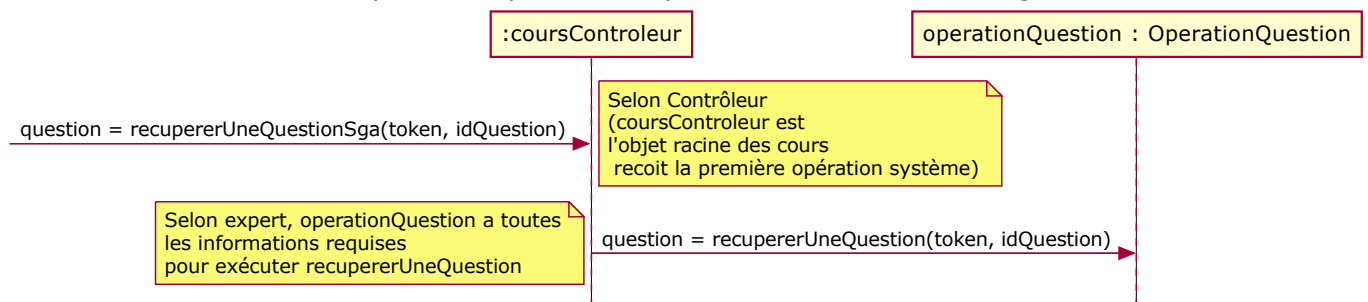 :coursControleur
operationQuestion : OperationQuestion
question = recupererUneQuestionSga(token, idQuestion)
Selon Contrôleur
(coursControleur est
l'objet racine des cours
recoit la première opération système)
Selon expert, operationQuestion a toutes
les informations requises
pour exécuter recupererUneQuestion
question = recupererUneQuestion(token, idQuestion)